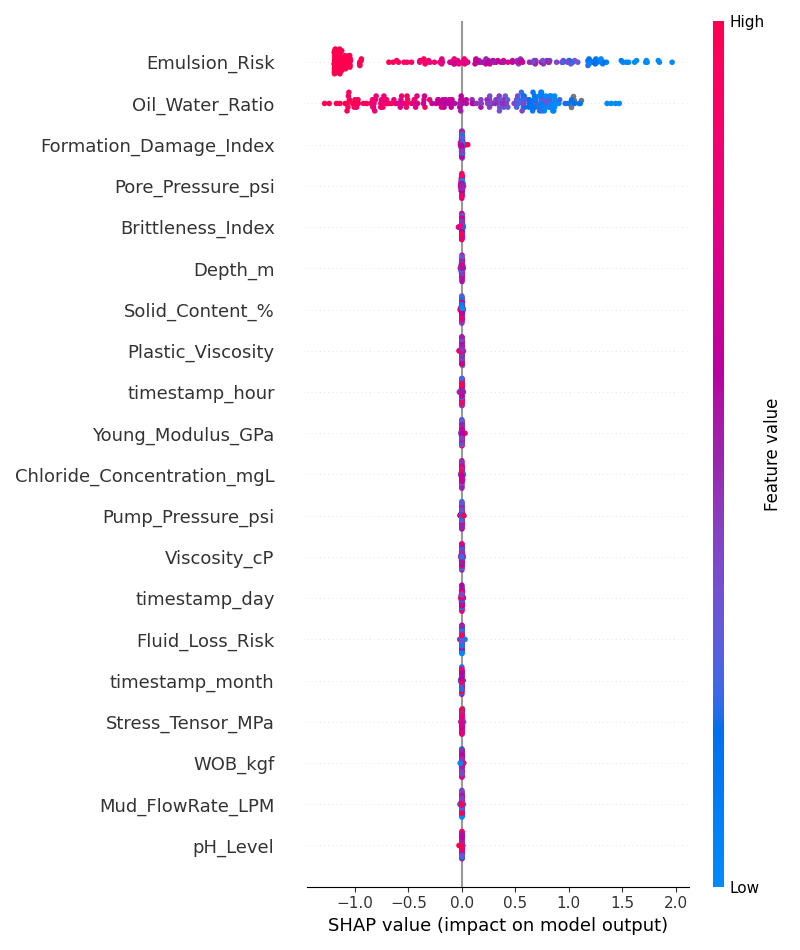 High
Emulsion_Risk
Oil_Water_Ratio
Formation_Damage_Index
Pore_Pressure_psi
Brittleness_Index
Depth_m
Solid_Content_%
Plastic_Viscosity
timestamp_hour
Young_Modulus_GPa
Chloride_Concentration_mgL
Pump_Pressure_psi
Viscosity_cP
timestamp_day
Fluid_Loss_Risk
timestamp_month
Stress_Tensor_MPa
WOB_kgf
Mud_FlowRate_LPM
pH_Level
Feature value
Low
−1.0 −0.5 0.0 0.5 1.0 1.5 2.0
SHAP value (impact on model output)